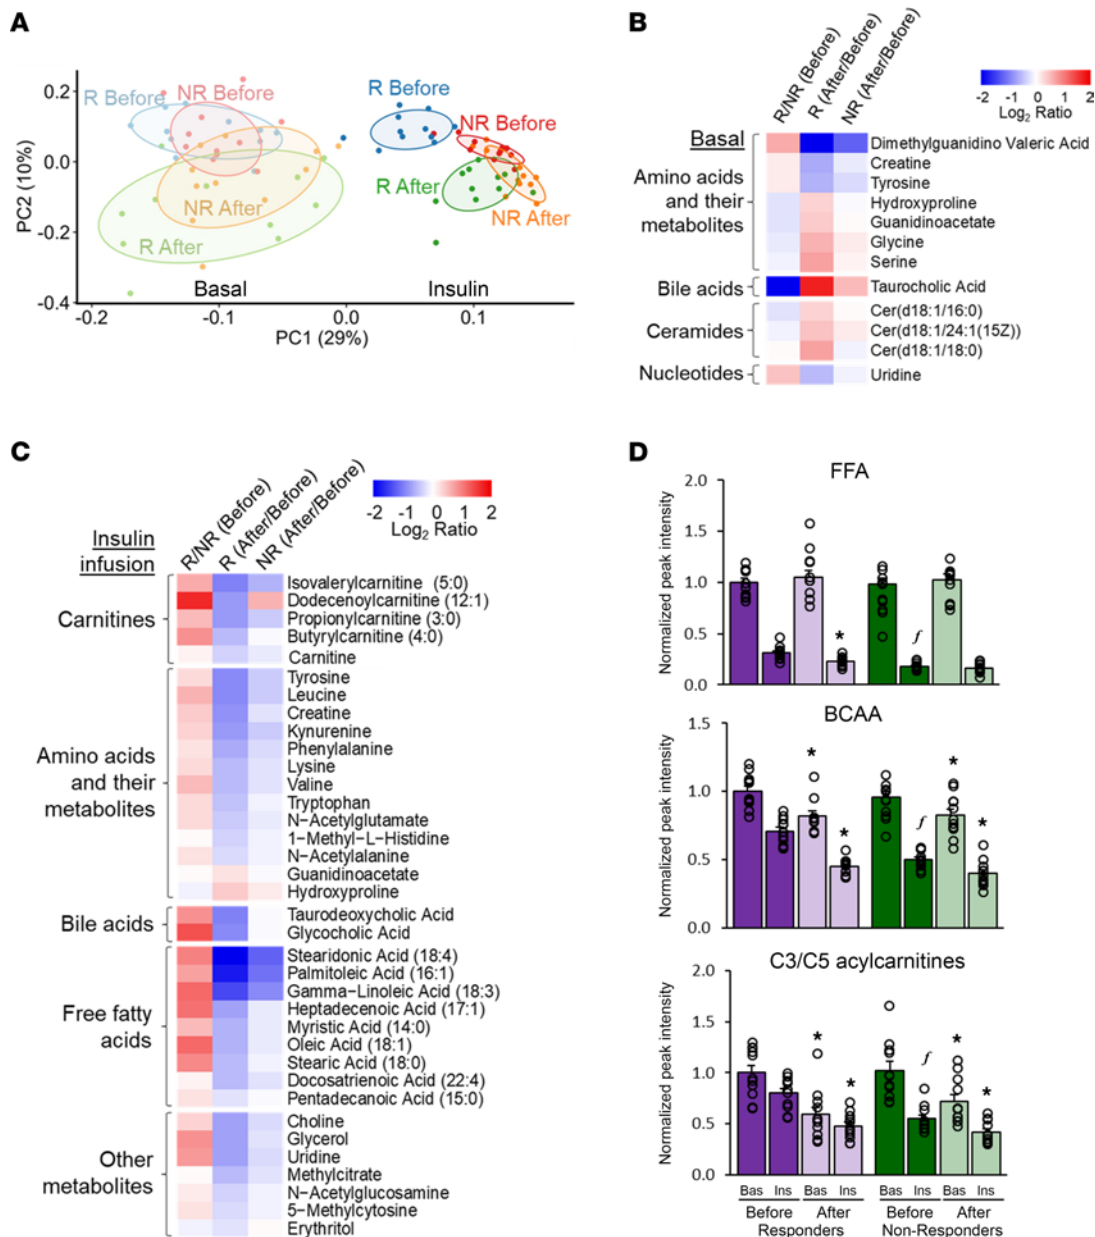 A
R Before
NR Before
R Before
NR Before
R After
NR After
NR After
R After
Basal
Insulin
0.2
0.0
-0.2
-0.4
-0.2
-0.1
0.0
0.1
PC2 (10%)
PC1 (29%)
B
R/NR (Before)
R (After/Before)
NR (After/Before)
-2 -1 0 1 2
Log2 Ratio
Basal
Amino acids
and their
metabolites
Dimethylguanidino Valeric Acid
Creatine
Tyrosine
Hydroxyproline
Guanidinoacetate
Glycine
Serine
Bile acids
Taurocholic Acid
Ceramides
Cer(d18:1/16:0)
Cer(d18:1/24:1(15Z))
Cer(d18:1/18:0)
Nucleotides
Uridine
C
R/NR (Before)
R (After/Before)
NR (After/Before)
-2 -1 0 1 2
Log2 Ratio
Insulin
infusion
Carnitines
Isovalerylcarnitine (5:0)
Dodecenoylcarnitine (12:1)
Propionylcarnitine (3:0)
Butyrylcarnitine (4:0)
Carnitine
Amino acids
and their
metabolites
Tyrosine
Leucine
Creatine
Kynurenine
Phenylalanine
Lysine
Valine
Tryptophan
N-Acetylglutamate
1-Methyl-L-Histidine
N-Acetylalanine
Guanidinoacetate
Hydroxyproline
Bile acids
Taurodeoxycholic Acid
Glycocholic Acid
Free fatty
acids
Stearidonic Acid (18:4)
Palmitoleic Acid (16:1)
Gamma-Linoleic Acid (18:3)
Heptadecenoic Acid (17:1)
Myristic Acid (14:0)
Oleic Acid (18:1)
Stearic Acid (18:0)
Docosatrienoic Acid (22:4)
Pentadecanoic Acid (15:0)
Other
metabolites
Choline
Glycerol
Uridine
Methylcitrate
N-Acetylglucosamine
5-Methylcytosine
Erythritol
D
FFA
Normalized peak intensity
2.0
1.5
1.0
0.5
0.0
* f
BCAA
Normalized peak intensity
1.5
1.0
0.5
0.0
* * f * *
C3/C5 acylcarnitines
Normalized peak intensity
2.0
1.5
1.0
0.5
0.0
* * f * *
Bas Ins Bas Ins Bas Ins Bas Ins
Before After Before After
Responders Non-Responders